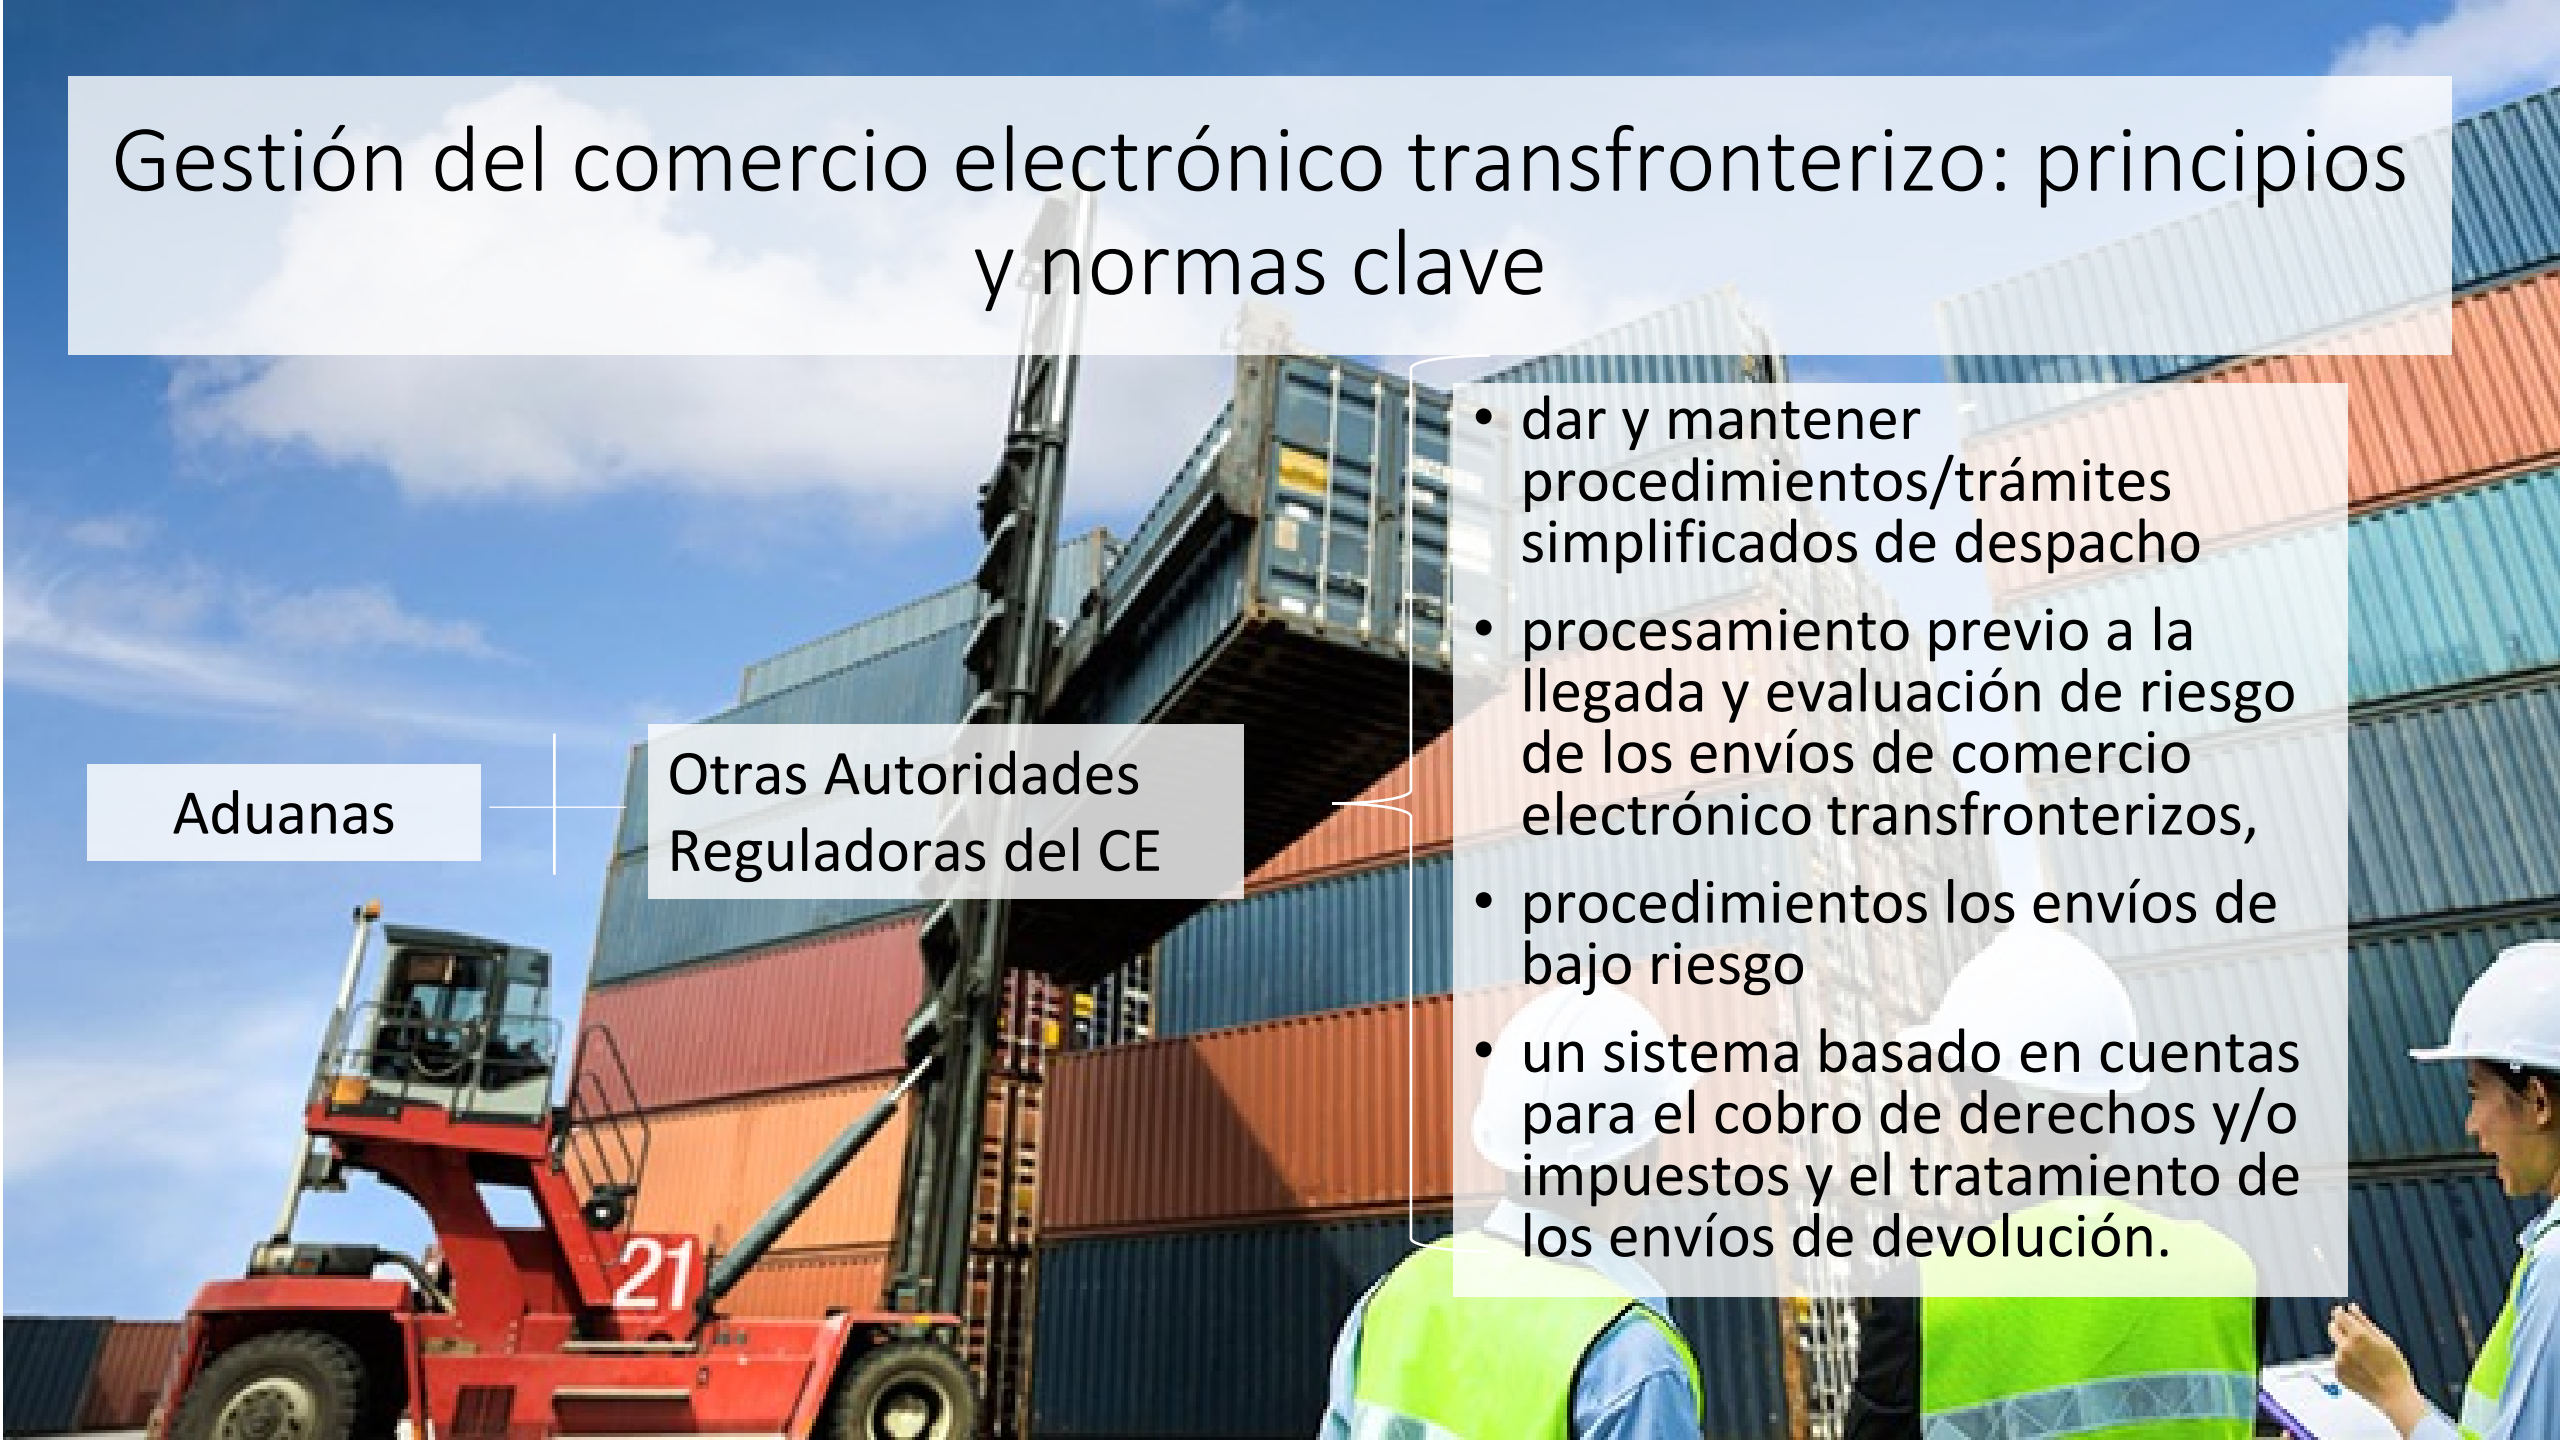 Gestión del comercio electrónico transfronterizo: principios
y normas clave
Aduanas
Otras Autoridades
Reguladoras del CE
• dar y mantener
procedimientos/trámites
simplificados de despacho
• procesamiento previo a la
llegada y evaluación de riesgo
de los envíos de comercio
electrónico transfronterizos,
• procedimientos los envíos de
bajo riesgo
• un sistema basado en cuentas
para el cobro de derechos y/o
impuestos y el tratamiento de
los envíos de devolución.
21